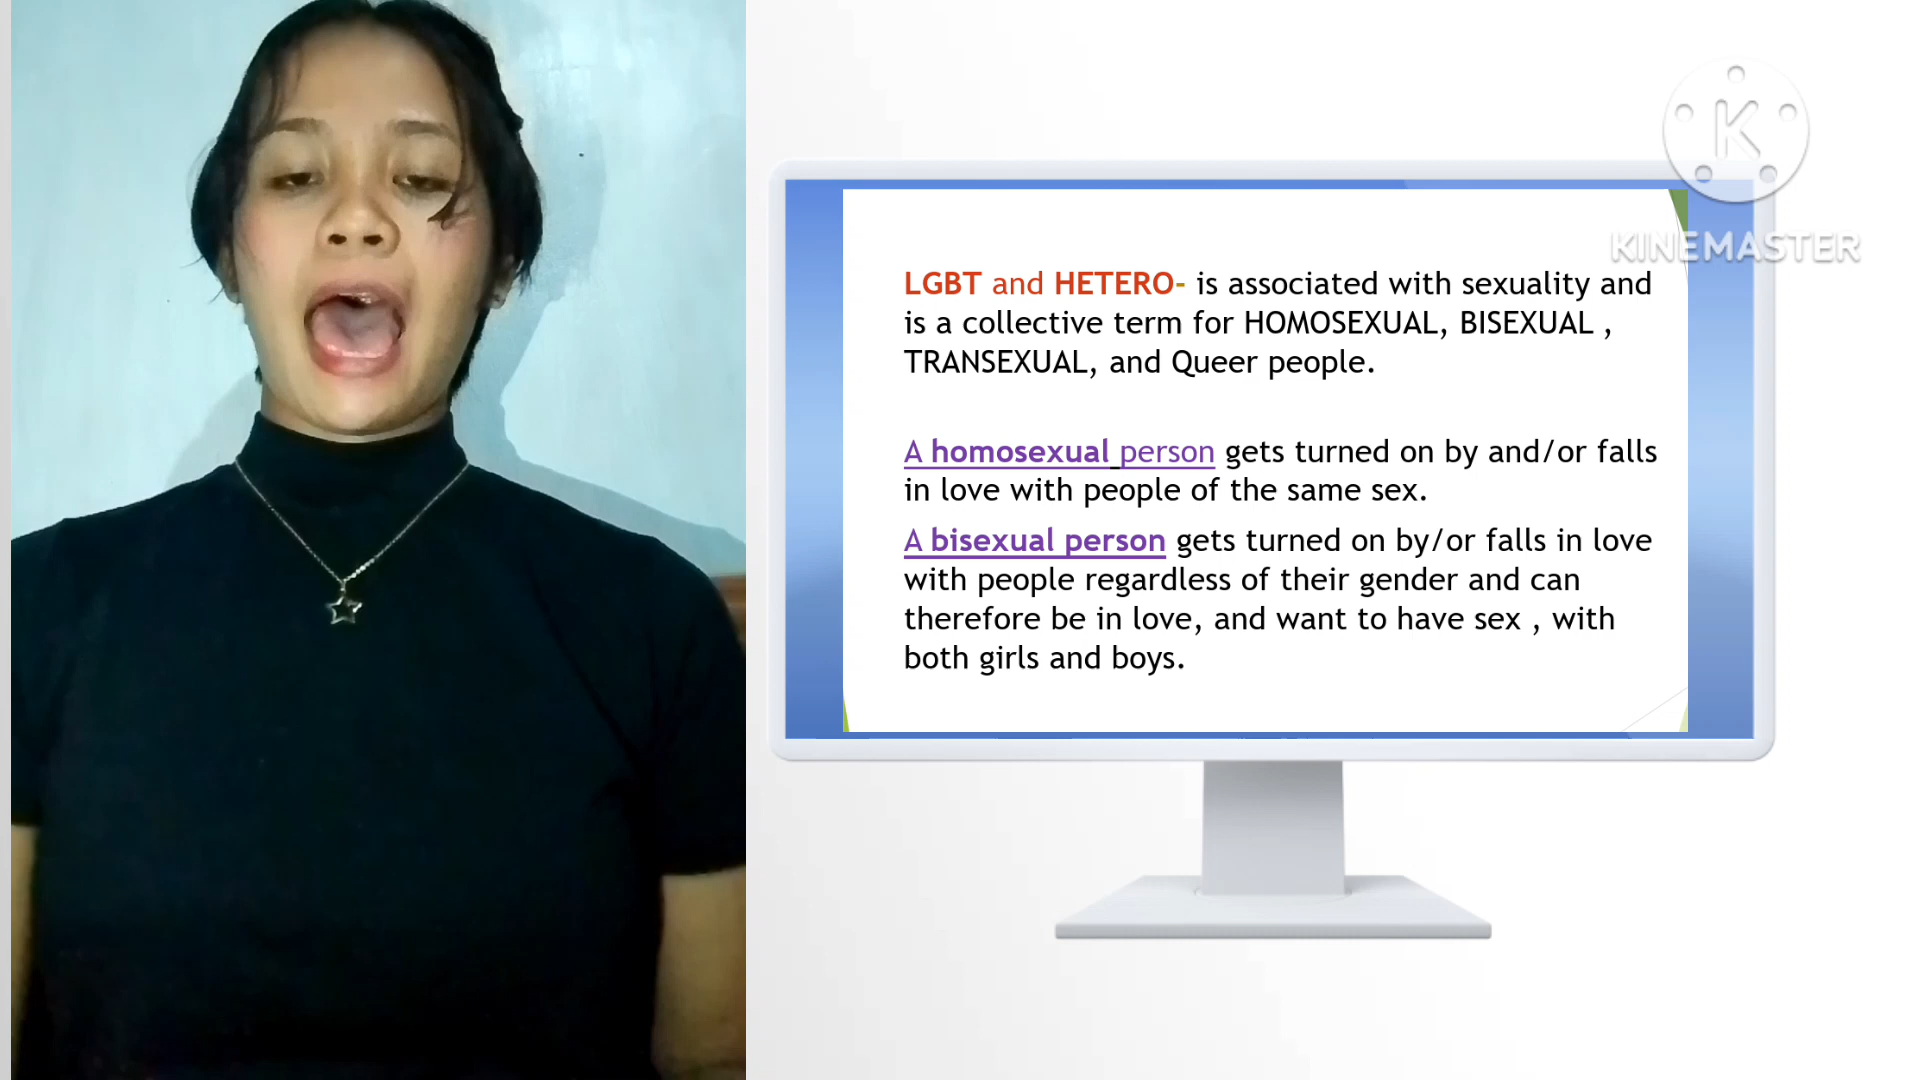 K
KINEMASTER
LGBT and HETERO- is associated with sexuality and
is a collective term for HOMOSEXUAL, BISEXUAL ,
TRANSEXUAL, and Queer people.
A homosexual person gets turned on by and/or falls
in love with people of the same sex.
A bisexual person gets turned on by/or falls in love
with people regardless of their gender and can
therefore be in love, and want to have sex , with
both girls and boys.